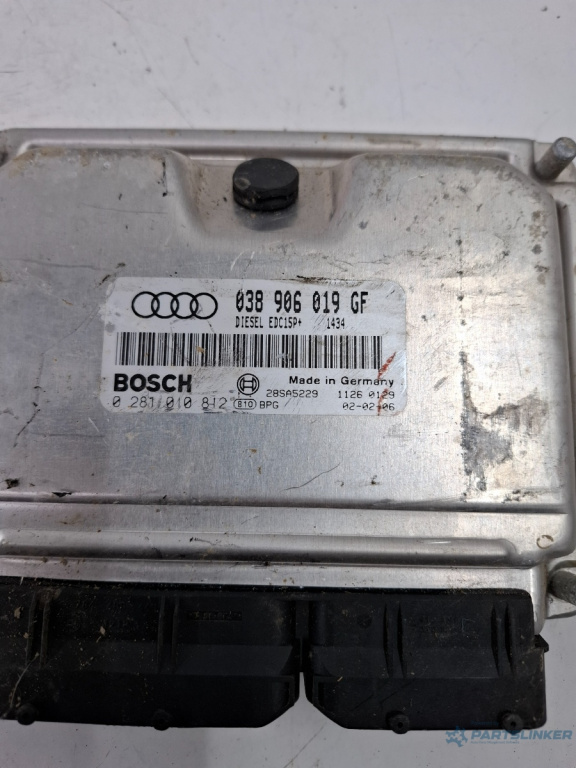 038 906 019 GF
DIESEL EDC15P+ 1434
BOSCH
Made in Germany
28SA5229 1126 0129
0 281 010 812 810 BPG 02-02-06
PARTSLINKER